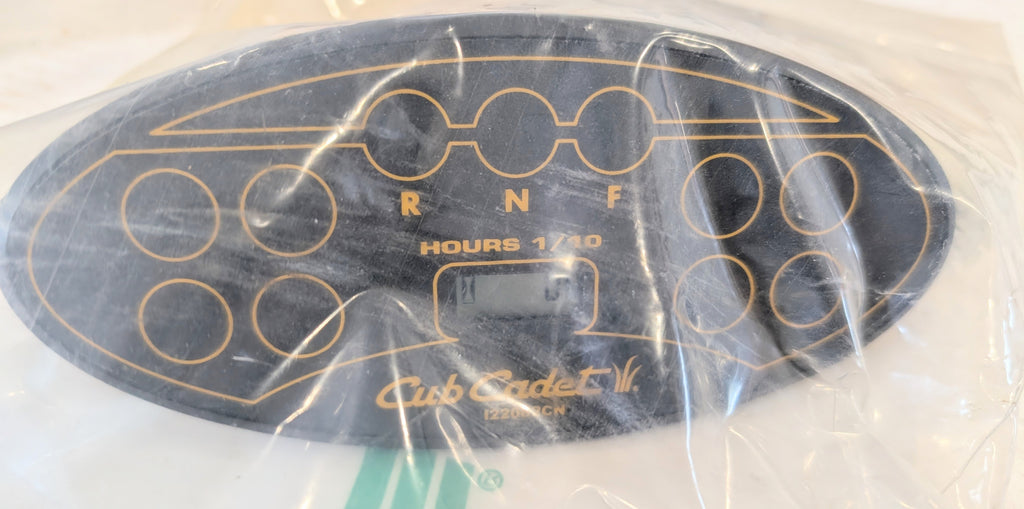 R N F
HOURS 1/10
Cub Cadet
®